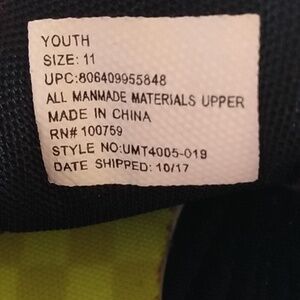 YOUTH
SIZE: 11
UPC:806409955848
ALL MANMADE MATERIALS UPPER
MADE IN CHINA
RN# 100759
STYLE NO:UMT4005-019
DATE SHIPPED: 10/17